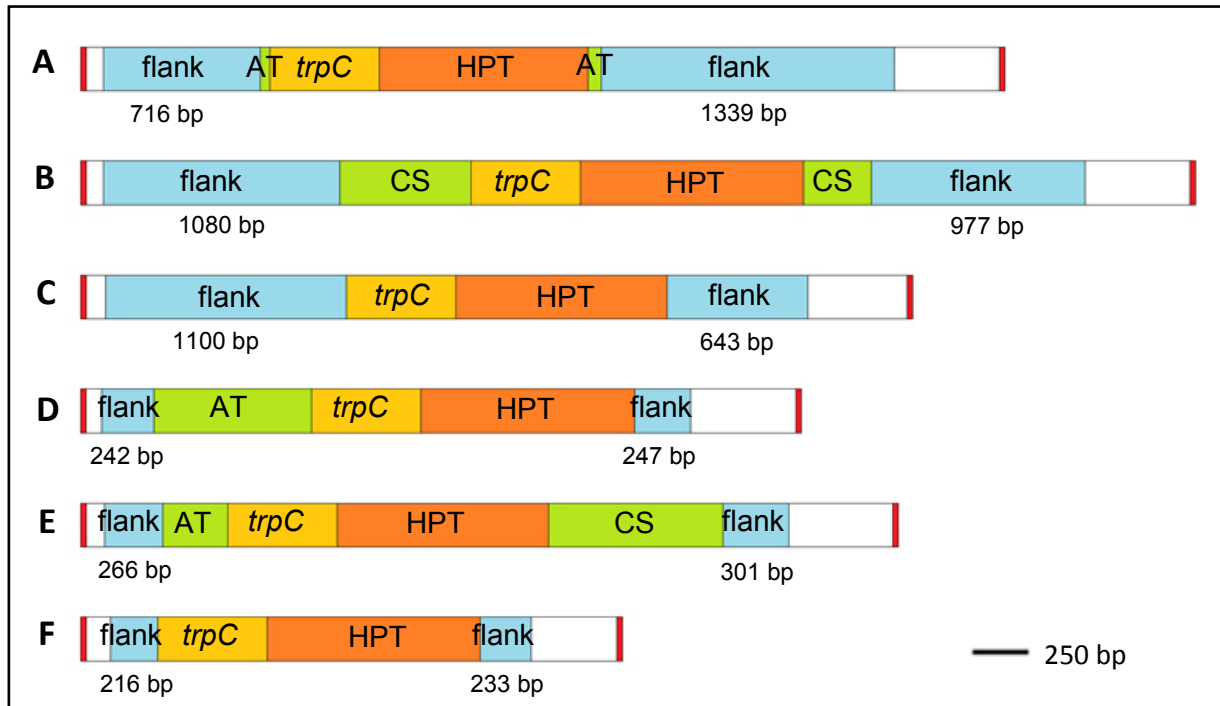 A flank AT trpC HPT AT flank
716 bp 1339 bp
B flank CS trpC HPT CS flank
1080 bp 977 bp
C flank trpC HPT flank
1100 bp 643 bp
D flank AT trpC HPT flank
242 bp 247 bp
E flank AT trpC HPT CS flank
266 bp 301 bp
F flank trpC HPT flank
250 bp
216 bp 233 bp